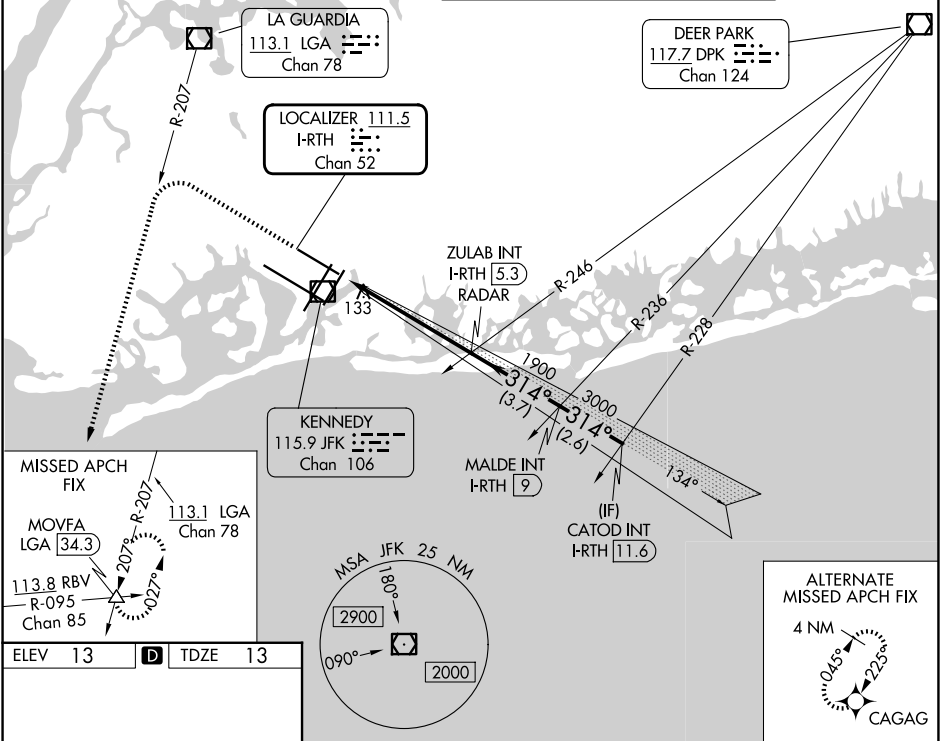 LA GUARDIA
113.1 LGA
Chan 78
DEER PARK
117.7 DPK
Chan 124
R-207
LOCALIZER 111.5
I-RTH
Chan 52
ZULAB INT
I-RTH 5.3
RADAR
R-246
R-236
R-228
133
1900
3000
314°
(3.7)
314°
(2.6)
134°
KENNEDY
115.9 JFK
Chan 106
MALDE INT
I-RTH 9
(IF)
CATOD INT
I-RTH 11.6
MISSED APCH
FIX
MOVFA
LGA 34.3
R-207
113.1 LGA
Chan 78
207°
027°
113.8 RBV
R-095
Chan 85
MSA JFK 25 NM
180°
2900
090°
2000
ALTERNATE
MISSED APCH FIX
4 NM
045°
225°
CAGAG
ELEV 13 D TDZE 13